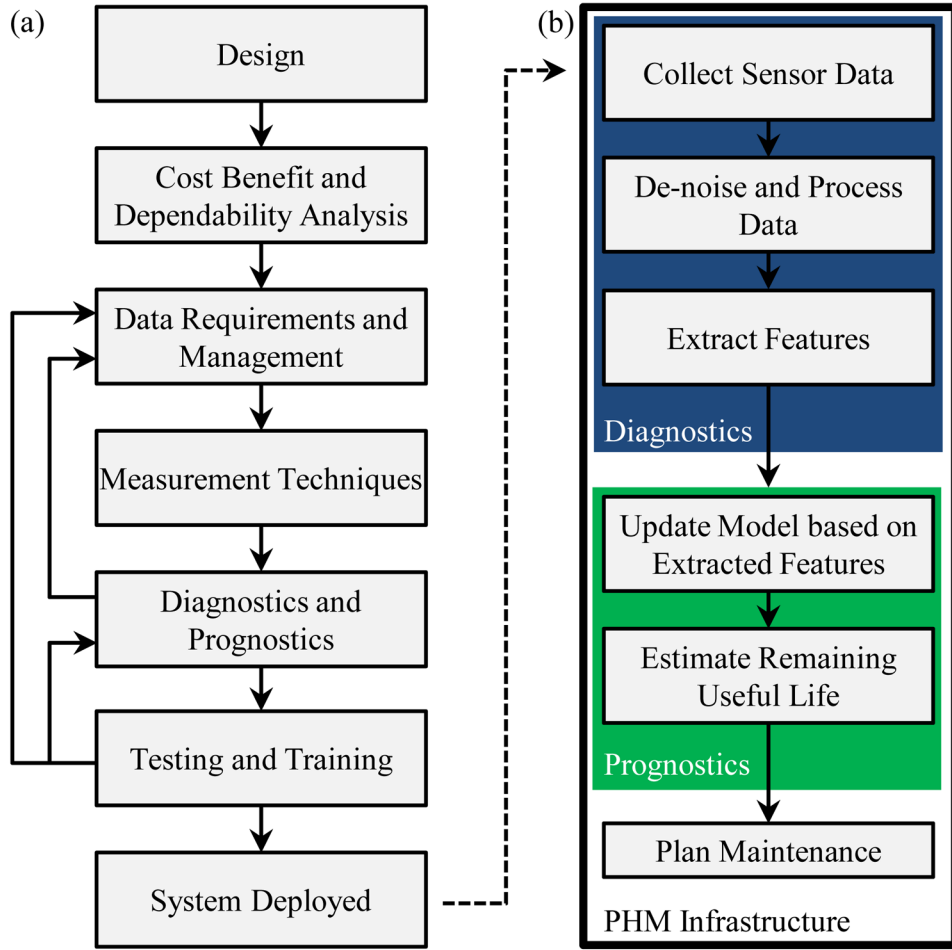 (a)
Design
Cost Benefit and
Dependability Analysis
Data Requirements and
Management
Measurement Techniques
Diagnostics and
Prognostics
Testing and Training
System Deployed
(b)
Collect Sensor Data
De-noise and Process
Data
Extract Features
Diagnostics
Update Model based on
Extracted Features
Estimate Remaining
Useful Life
Prognostics
Plan Maintenance
PHM Infrastructure